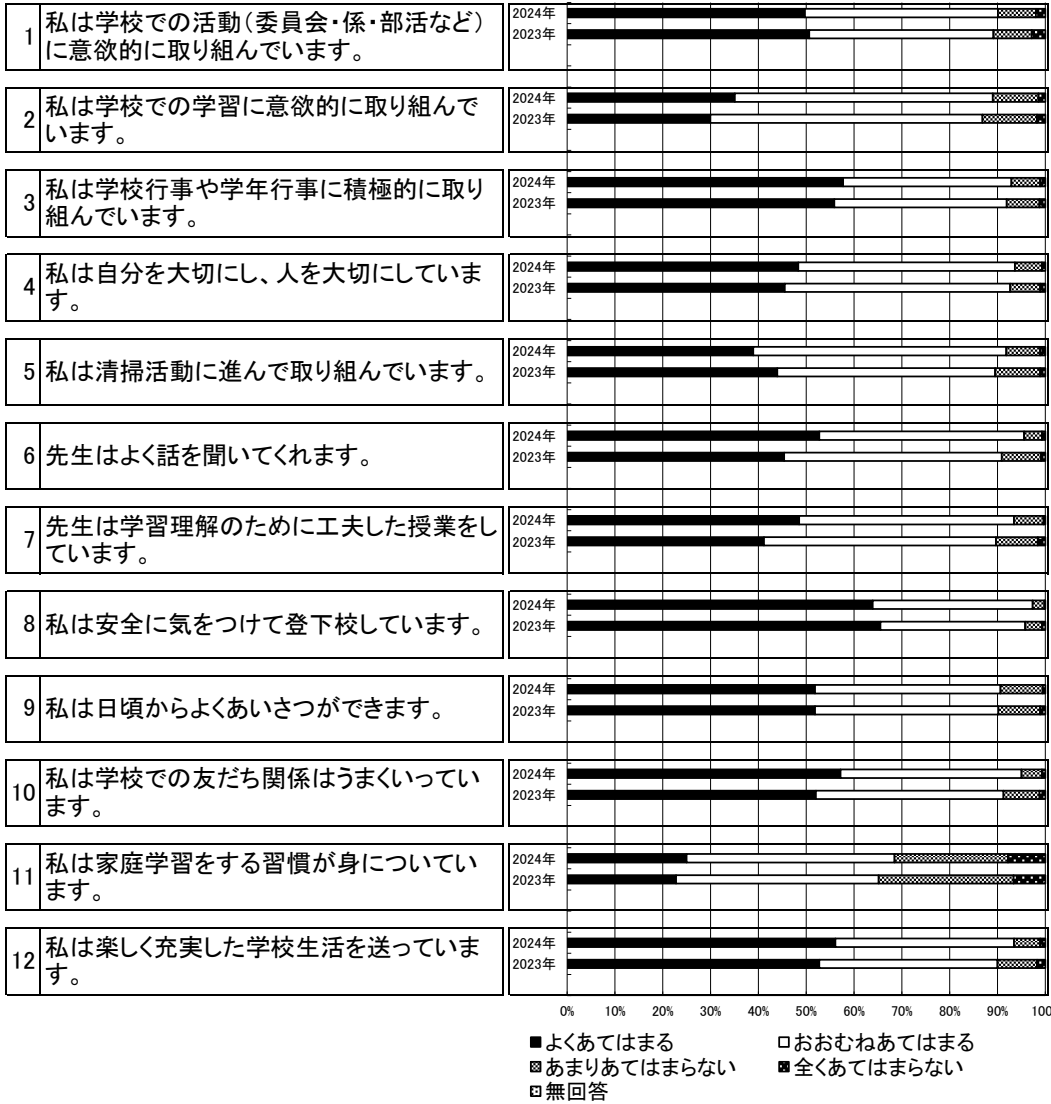 1
私は学校での活動（委員会・係・部活など）
に意欲的に取り組んでいます。
2024年
2023年
2
私は学校での学習に意欲的に取り組んで
います。
2024年
2023年
3
私は学校行事や学年行事に積極的に取り
組んでいます。
2024年
2023年
4
私は自分を大切にし、人を大切にしていま
す。
2024年
2023年
5
私は清掃活動に進んで取り組んでいます。
2024年
2023年
6
先生はよく話を聞いてくれます。
2024年
2023年
7
先生は学習理解のために工夫した授業をし
ています。
2024年
2023年
8
私は安全に気をつけて登下校しています。
2024年
2023年
9
私は日頃からよくあいさつができます。
2024年
2023年
10
私は学校での友だち関係はうまくいってい
ます。
2024年
2023年
11
私は家庭学習をする習慣が身についてい
ます。
2024年
2023年
12
私は楽しく充実した学校生活を送っていま
す。
2024年
2023年
0% 10% 20% 30% 40% 50% 60% 70% 80% 90% 100
よくあてはまる おおむねあてはまる
あまりあてはまらない 全くあてはまらない
無回答